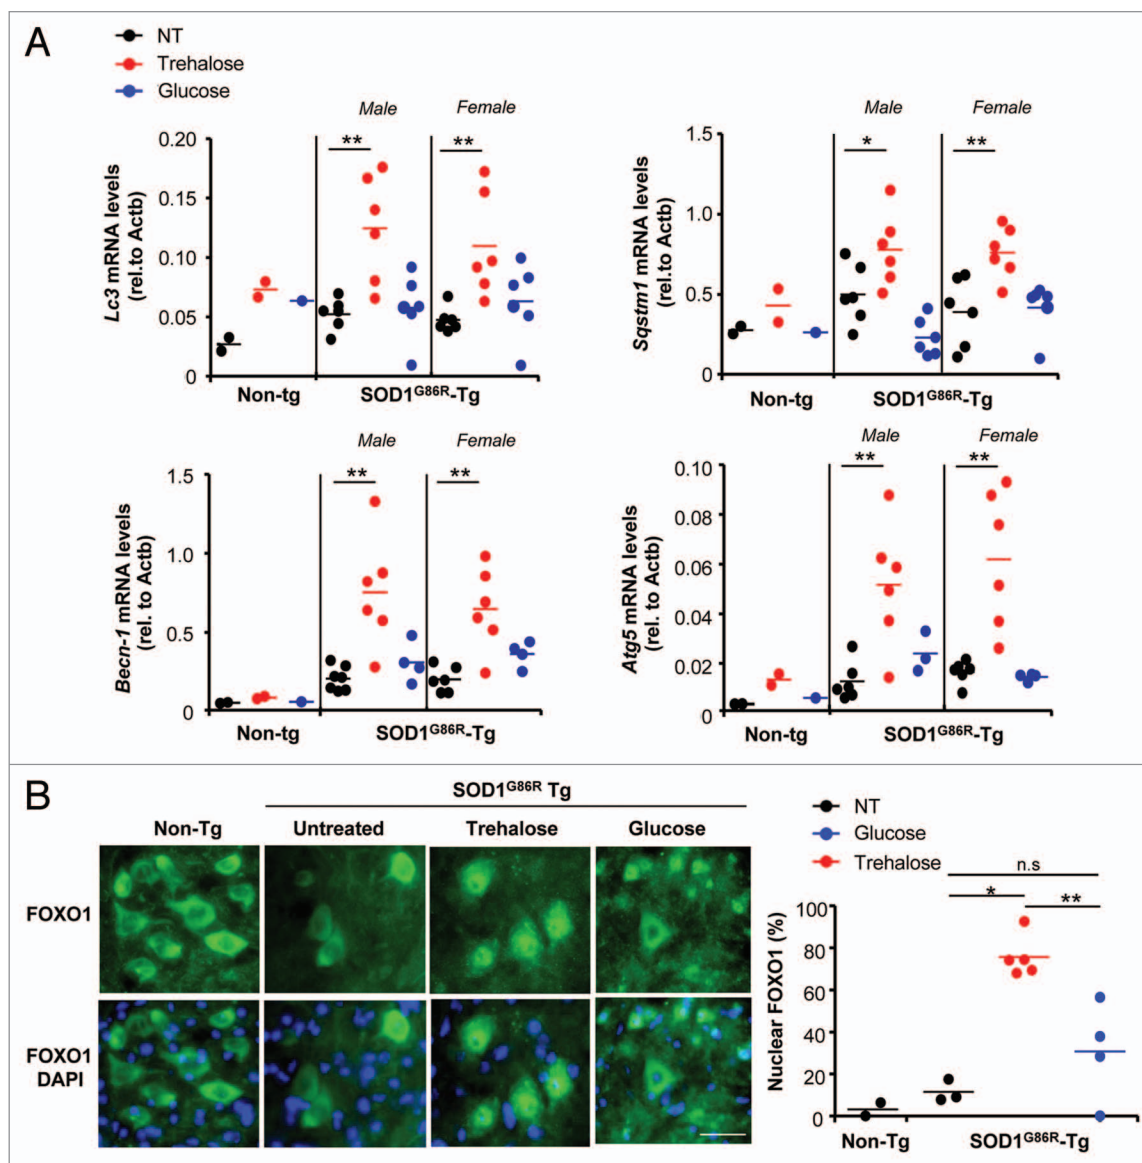 A
NT
Trehalose
Glucose
Male
Female
**
**
0.20
0.15
0.10
0.05
0
Lc3 mRNA levels
(rel.to Actb)
Non-tg
SOD1G86R-Tg
Male
Female
*
**
1.5
1.0
0.5
0
Sqstm1 mRNA levels
(rel.to Actb)
Non-tg
SOD1G86R-Tg
Male
Female
**
**
1.5
1.0
0.5
0
Becn-1 mRNA levels
(rel. to Actb)
Non-tg
SOD1G86R-Tg
Male
Female
**
**
0.10
0.08
0.06
0.04
0.02
0
Atg5 mRNA levels
(rel. to Actb)
Non-tg
SOD1G86R-Tg
B
SOD1G86R Tg
Non-Tg
Untreated
Trehalose
Glucose
FOXO1
FOXO1
DAPI
NT
Glucose
Trehalose
n.s
*
**
100
80
60
40
20
0
Nuclear FOXO1 (%)
Non-Tg
SOD1G86R-Tg